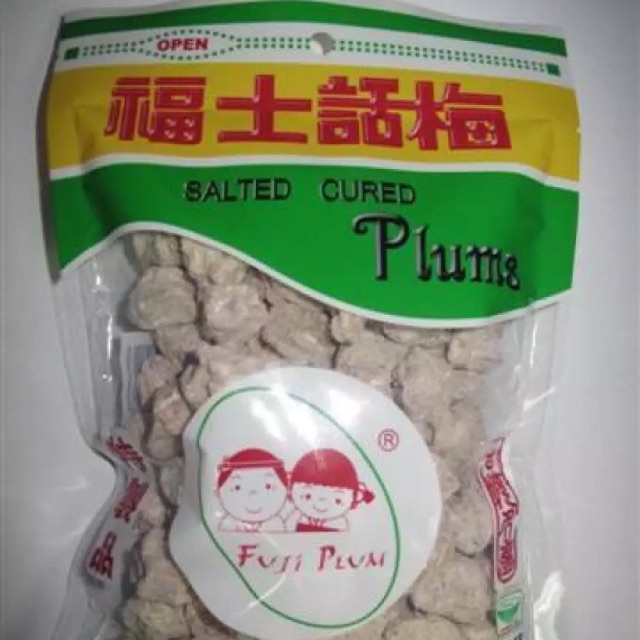 OPEN
福士話梅
SALTED CURED
Plums
®
FUJI PLUM